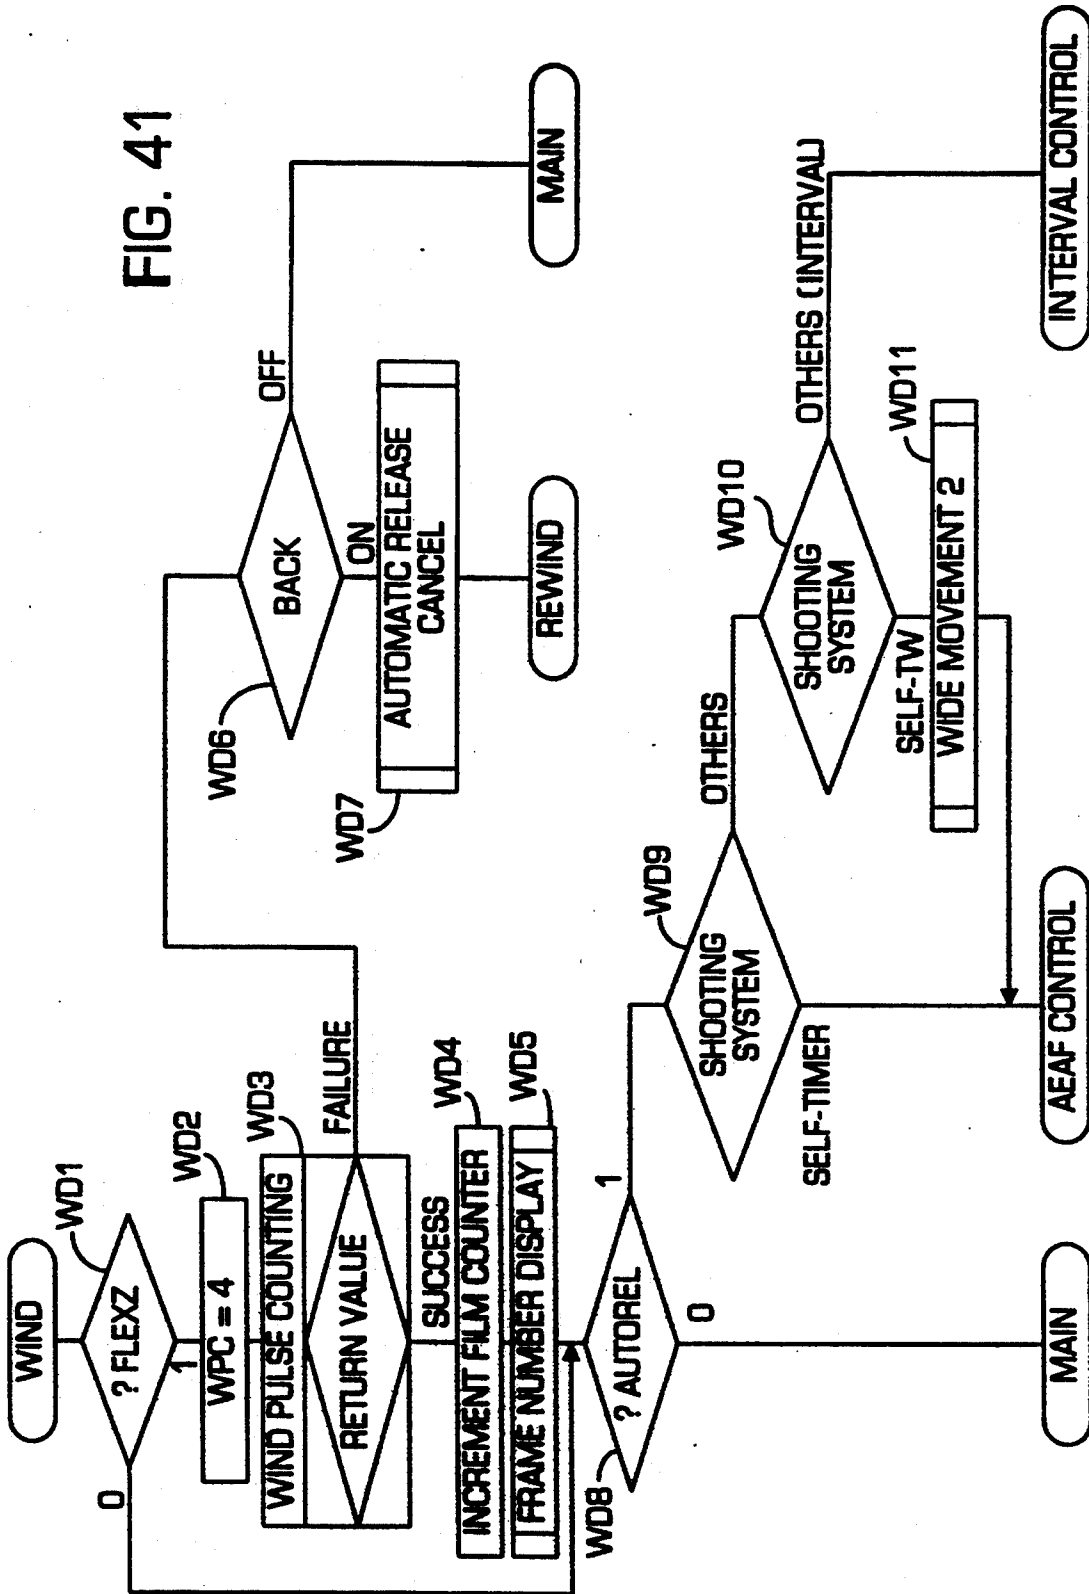 FIG. 41
WIND
WD1
? FLEXZ
0
1
WD2
WPC = 4
WD3
WIND PULSE COUNTING
RETURN VALUE
FAILURE
SUCCESS
WD4
INCREMENT FILM COUNTER
WD5
FRAME NUMBER DISPLAY
WD6
BACK
OFF
ON
WD7
AUTOMATIC RELEASE
CANCEL
REWIND
MAIN
WD8
? AUTOREL
1
0
MAIN
WD9
SHOOTING
SYSTEM
OTHERS
SELF-TIMER
AEAF CONTROL
WD10
SHOOTING
SYSTEM
OTHERS (INTERVAL)
SELF-TW
WD11
WIDE MOVEMENT 2
INTERVAL CONTROL